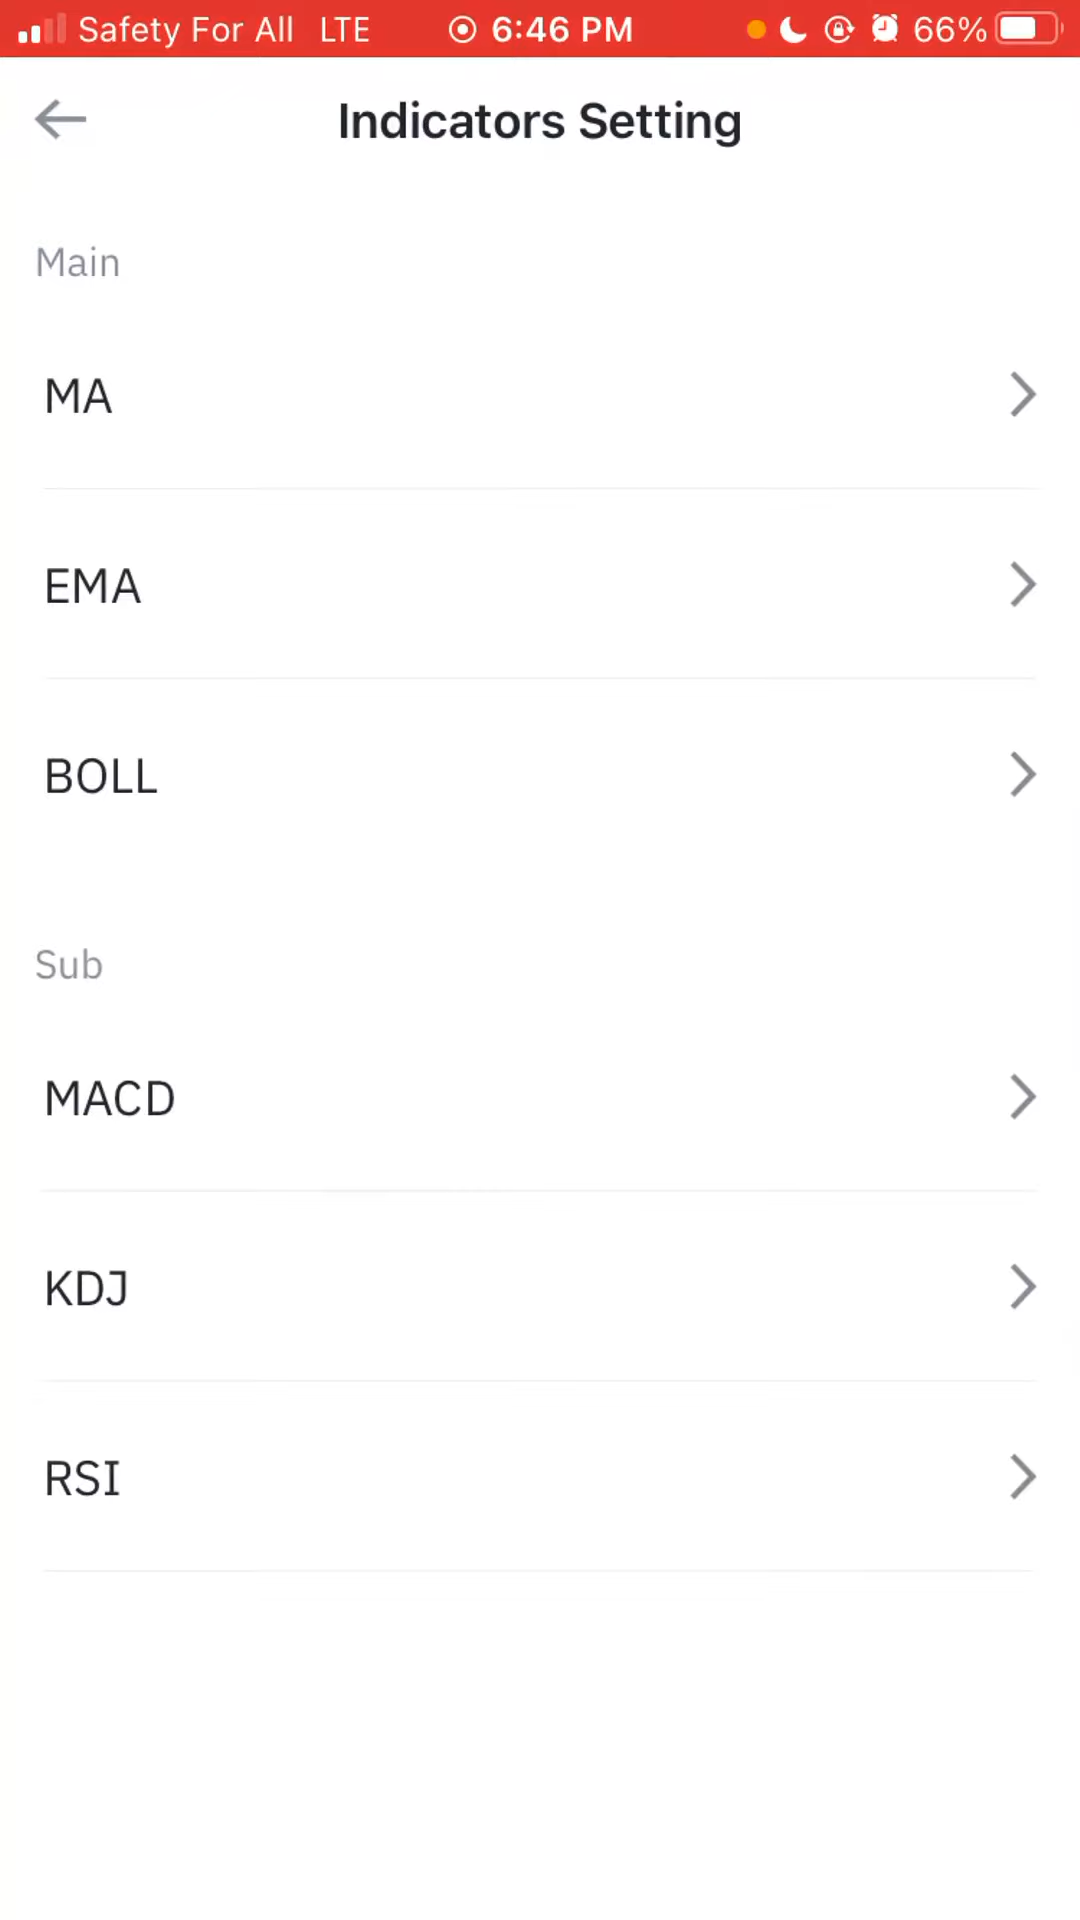 Safety For All LTE 6:46 PM 66%
Indicators Setting
Main
MA
EMA
BOLL
Sub
MACD
KDJ
RSI